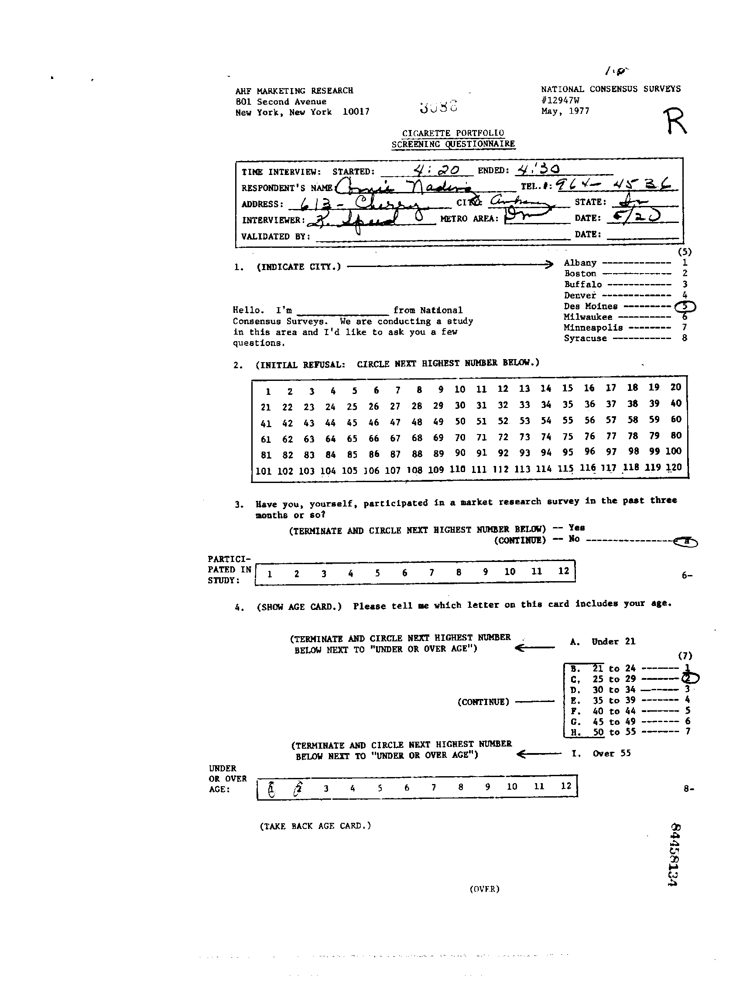 AHF MARKETING RESEARCH
801 Second Avenue
New York, New York 10017
NATIONAL CONSENSUS SURVEYS
#12947W
May, 1977
R
CIGARETTE PORTFOLIO
SCREENING QUESTIONNAIRE
TIME INTERVIEW: STARTED: 4:20 ENDED: 4:30
RESPONDENT'S NAME TEL.#: 964-4536
ADDRESS: 613 - Cherry CITY: STATE:
INTERVIEWER: METRO AREA: Dm DATE: 5/20
VALIDATED BY: DATE:
(5)
1. (INDICATE CITY.)
Albany ------------ 1
Boston ------------ 2
Buffalo ----------- 3
Denver ------------ 4
Des Moines -------- 5
Milwaukee --------- 6
Minneapolis ------- 7
Syracuse ---------- 8
Hello. I'm ______________ from National
Consensus Surveys. We are conducting a study
in this area and I'd like to ask you a few
questions.
2. (INITIAL REFUSAL: CIRCLE NEXT HIGHEST NUMBER BELOW.)
1 2 3 4 5 6 7 8 9 10 11 12 13 14 15 16 17 18 19 20
21 22 23 24 25 26 27 28 29 30 31 32 33 34 35 36 37 38 39 40
41 42 43 44 45 46 47 48 49 50 51 52 53 54 55 56 57 58 59 60
61 62 63 64 65 66 67 68 69 70 71 72 73 74 75 76 77 78 79 80
81 82 83 84 85 86 87 88 89 90 91 92 93 94 95 96 97 98 99 100
101 102 103 104 105 106 107 108 109 110 111 112 113 114 115 116 117 118 119 120
3. Have you, yourself, participated in a market research survey in the past three
months or so?
(TERMINATE AND CIRCLE NEXT HIGHEST NUMBER BELOW) -- Yes
(CONTINUE) -- No --------------------
PARTICI-
PATED IN
STUDY:
1 2 3 4 5 6 7 8 9 10 11 12
6-
4. (SHOW AGE CARD.) Please tell me which letter on this card includes your age.
(TERMINATE AND CIRCLE NEXT HIGHEST NUMBER
BELOW NEXT TO "UNDER OR OVER AGE")
A. Under 21
(7)
B. 21 to 24 ------- 1
C. 25 to 29 ------- 2
D. 30 to 34 ------- 3
(CONTINUE)
E. 35 to 39 ------- 4
F. 40 to 44 ------- 5
G. 45 to 49 ------- 6
H. 50 to 55 ------- 7
(TERMINATE AND CIRCLE NEXT HIGHEST NUMBER
BELOW NEXT TO "UNDER OR OVER AGE")
I. Over 55
UNDER
OR OVER
AGE:
1 2 3 4 5 6 7 8 9 10 11 12
8-
(TAKE BACK AGE CARD.)
84458134
(OVER)